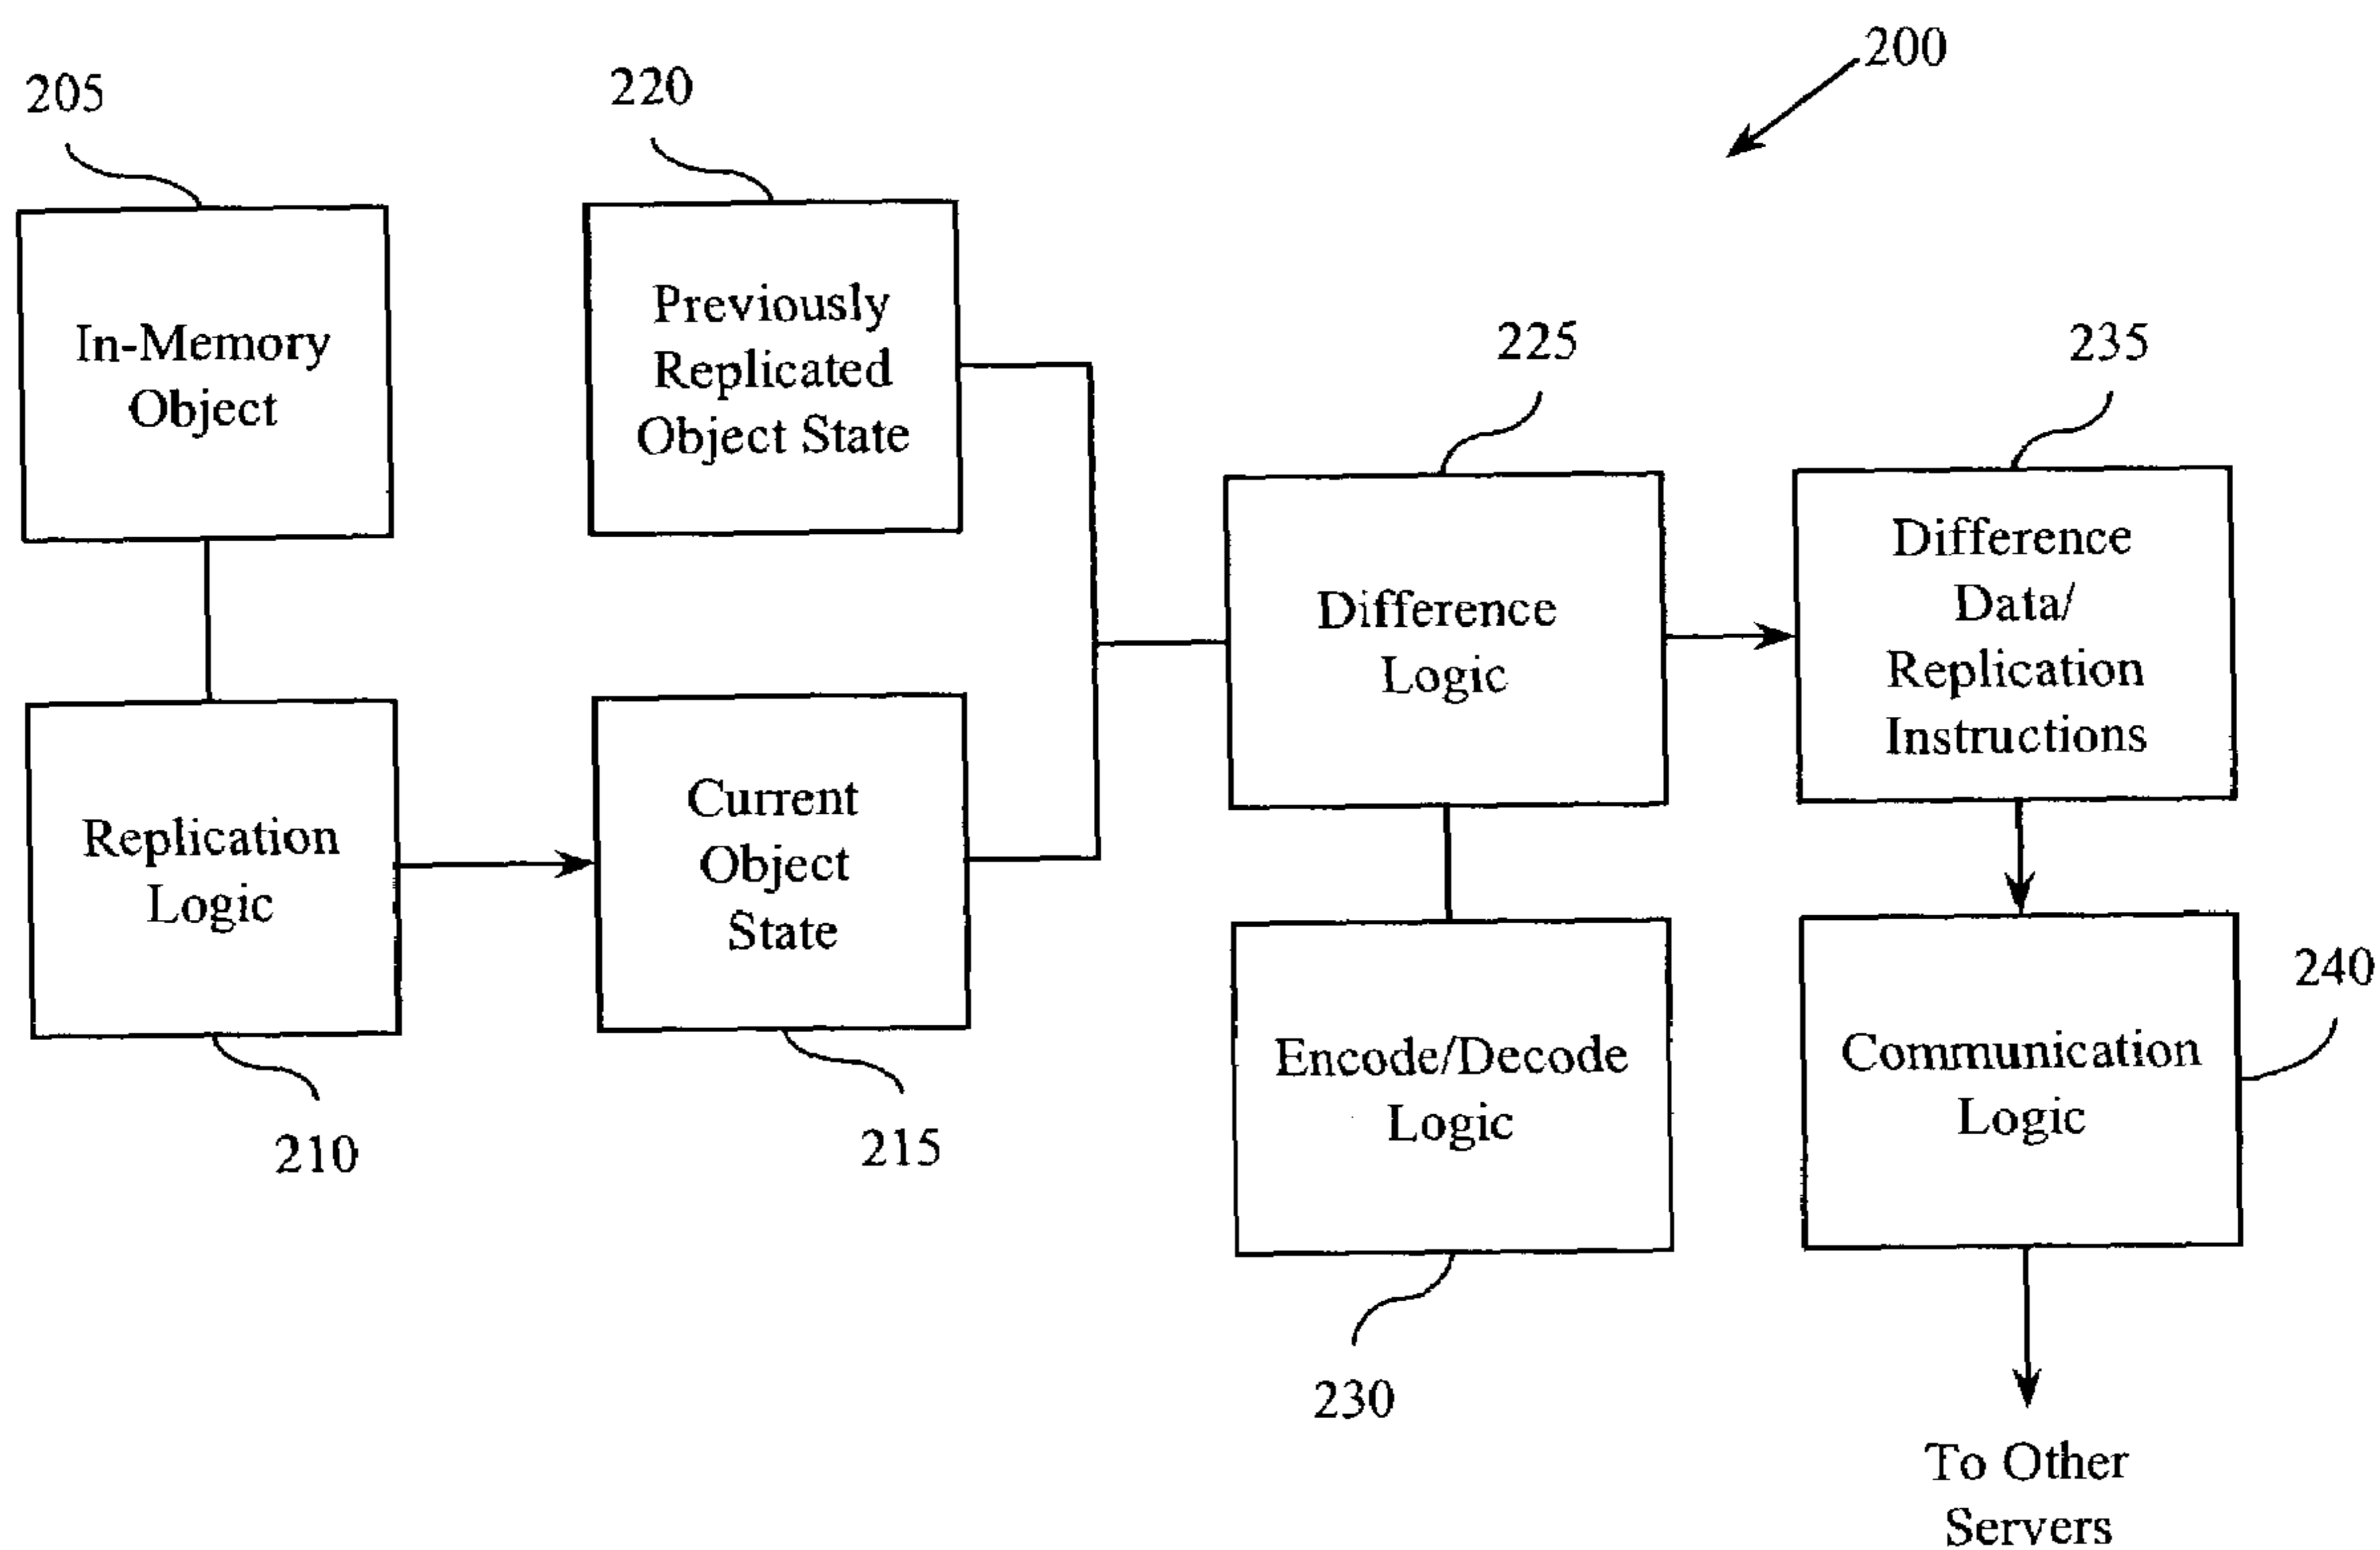 200
205
220
In-Memory
Object
Previously
Replicated
Object State
225
235
Difference
Logic
Difference
Data/
Replication
Instructions
Replication
Logic
Current
Object
State
210
215
Encode/Decode
Logic
230
Communication
Logic
240
To Other
Servers